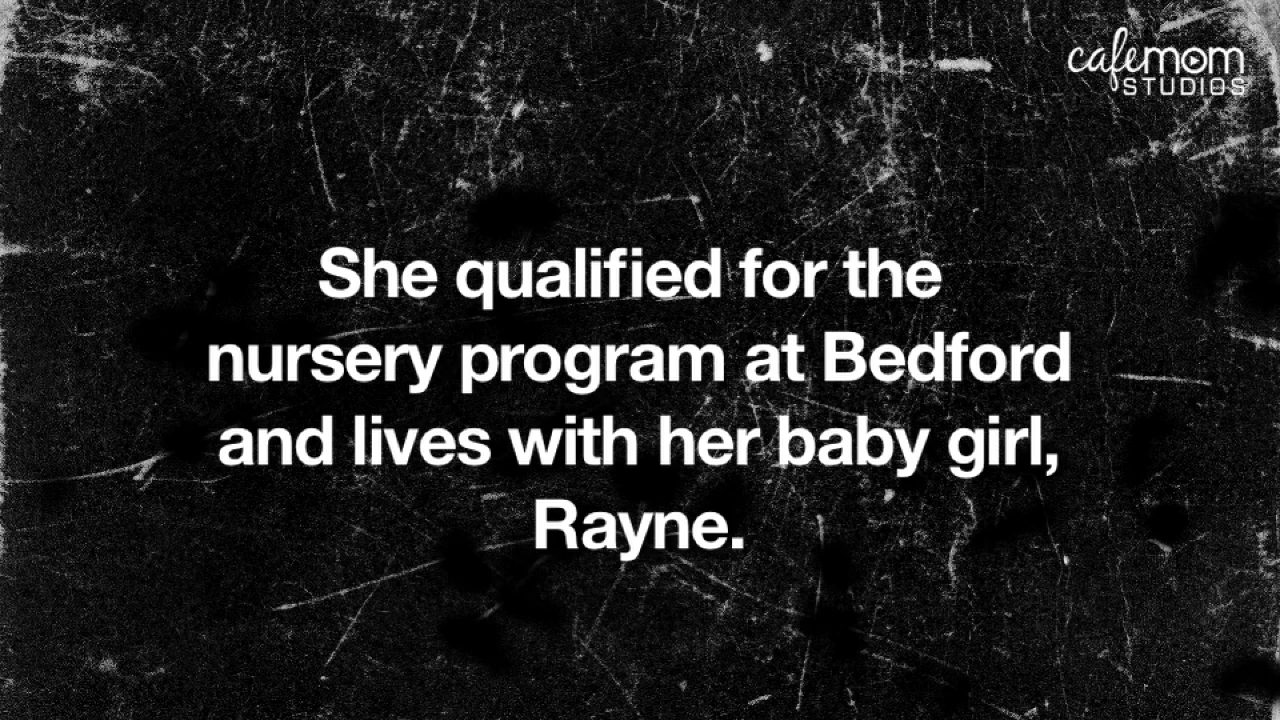 cafemom
STUDIOS
She qualified for the
nursery program at Bedford
and lives with her baby girl,
Rayne.